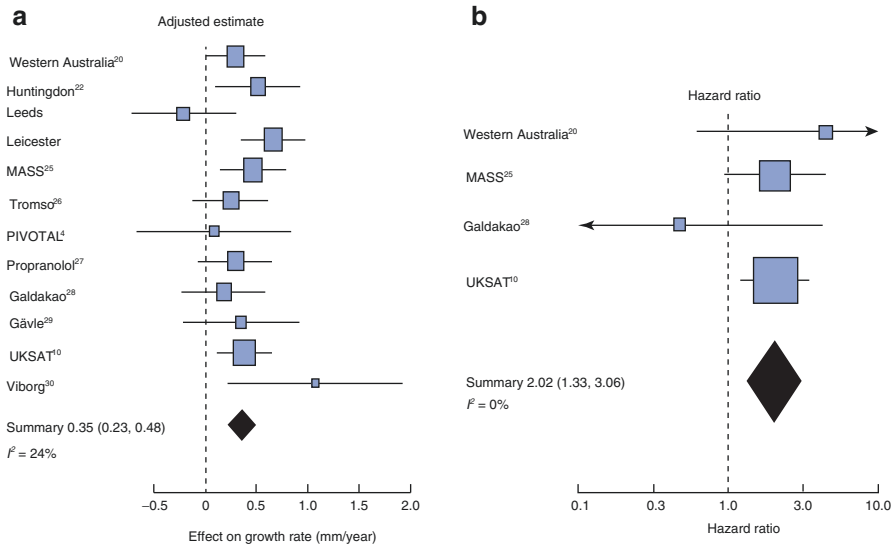 a
Adjusted estimate
Western Australia²⁰
Huntingdon²²
Leeds
Leicester
MASS²⁵
Tromso²⁶
PIVOTAL⁴
Propranolol²⁷
Galdakao²⁸
Gävle²⁹
UKSAT¹⁰
Viborg³⁰
Summary 0.35 (0.23, 0.48)
I² = 24%
–0.5 0 0.5 1.0 1.5 2.0
Effect on growth rate (mm/year)
b
Hazard ratio
Western Australia²⁰
MASS²⁵
Galdakao²⁸
UKSAT¹⁰
Summary 2.02 (1.33, 3.06)
I² = 0%
0.1 0.3 1.0 3.0 10.0
Hazard ratio